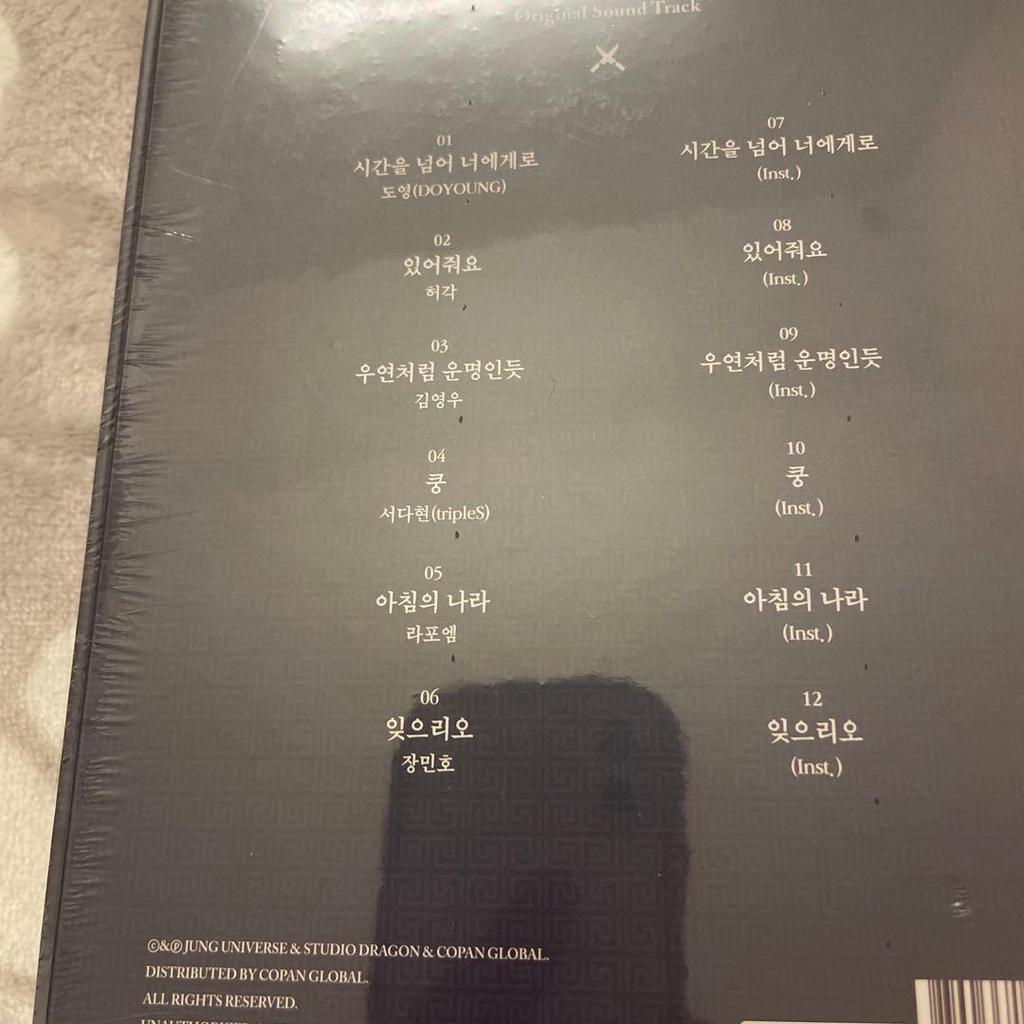 Original Sound Track
01
시간을 넘어 너에게로
도영(DOYOUNG)
02
있어줘요
허각
03
우연처럼 운명인듯
김영우
04
쿵
서다현(tripleS)
05
아침의 나라
라포엠
06
잊으리오
장민호
07
시간을 넘어 너에게로
(Inst.)
08
있어줘요
(Inst.)
09
우연처럼 운명인듯
(Inst.)
10
쿵
(Inst.)
11
아침의 나라
(Inst.)
12
잊으리오
(Inst.)
©&℗ JUNG UNIVERSE & STUDIO DRAGON & COPAN GLOBAL.
DISTRIBUTED BY COPAN GLOBAL.
ALL RIGHTS RESERVED.